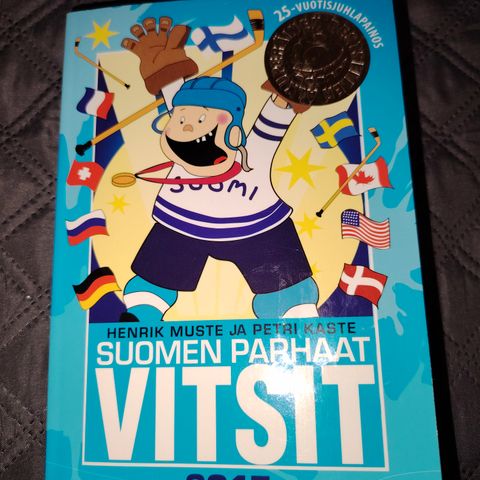 25-VUOTISJUHLAPAINOS
SUOMI
HENRIK MUSTE JA PETRI KASTE
SUOMEN PARHAAT
VITSIT